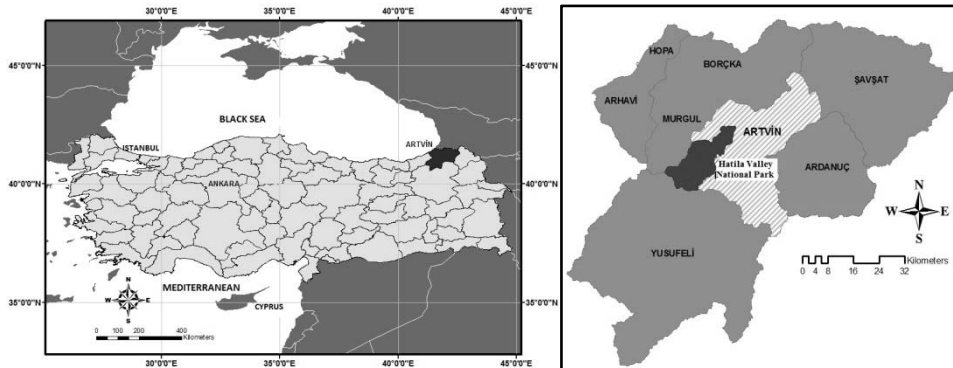 30°0'0"E 35°0'0"E 40°0'0"E 45°0'0"E
45°0'0"N
45°0'0"N
BLACK SEA
ARTVİN
ISTANBUL
40°0'0"N
40°0'0"N
ANKARA
MEDITERRANEAN
CYPRUS
35°0'0"N
35°0'0"N
N
W E
S
0 50 100 200 300 400
Kilometers
30°0'0"E 35°0'0"E 40°0'0"E 45°0'0"E
HOPA
BORÇKA
ŞAVŞAT
ARHAVİ
MURGUL
ARTVİN
Hatila Valley
National Park
ARDANUÇ
YUSUFELİ
N
W E
S
Kilometers
0 4 8 16 24 32